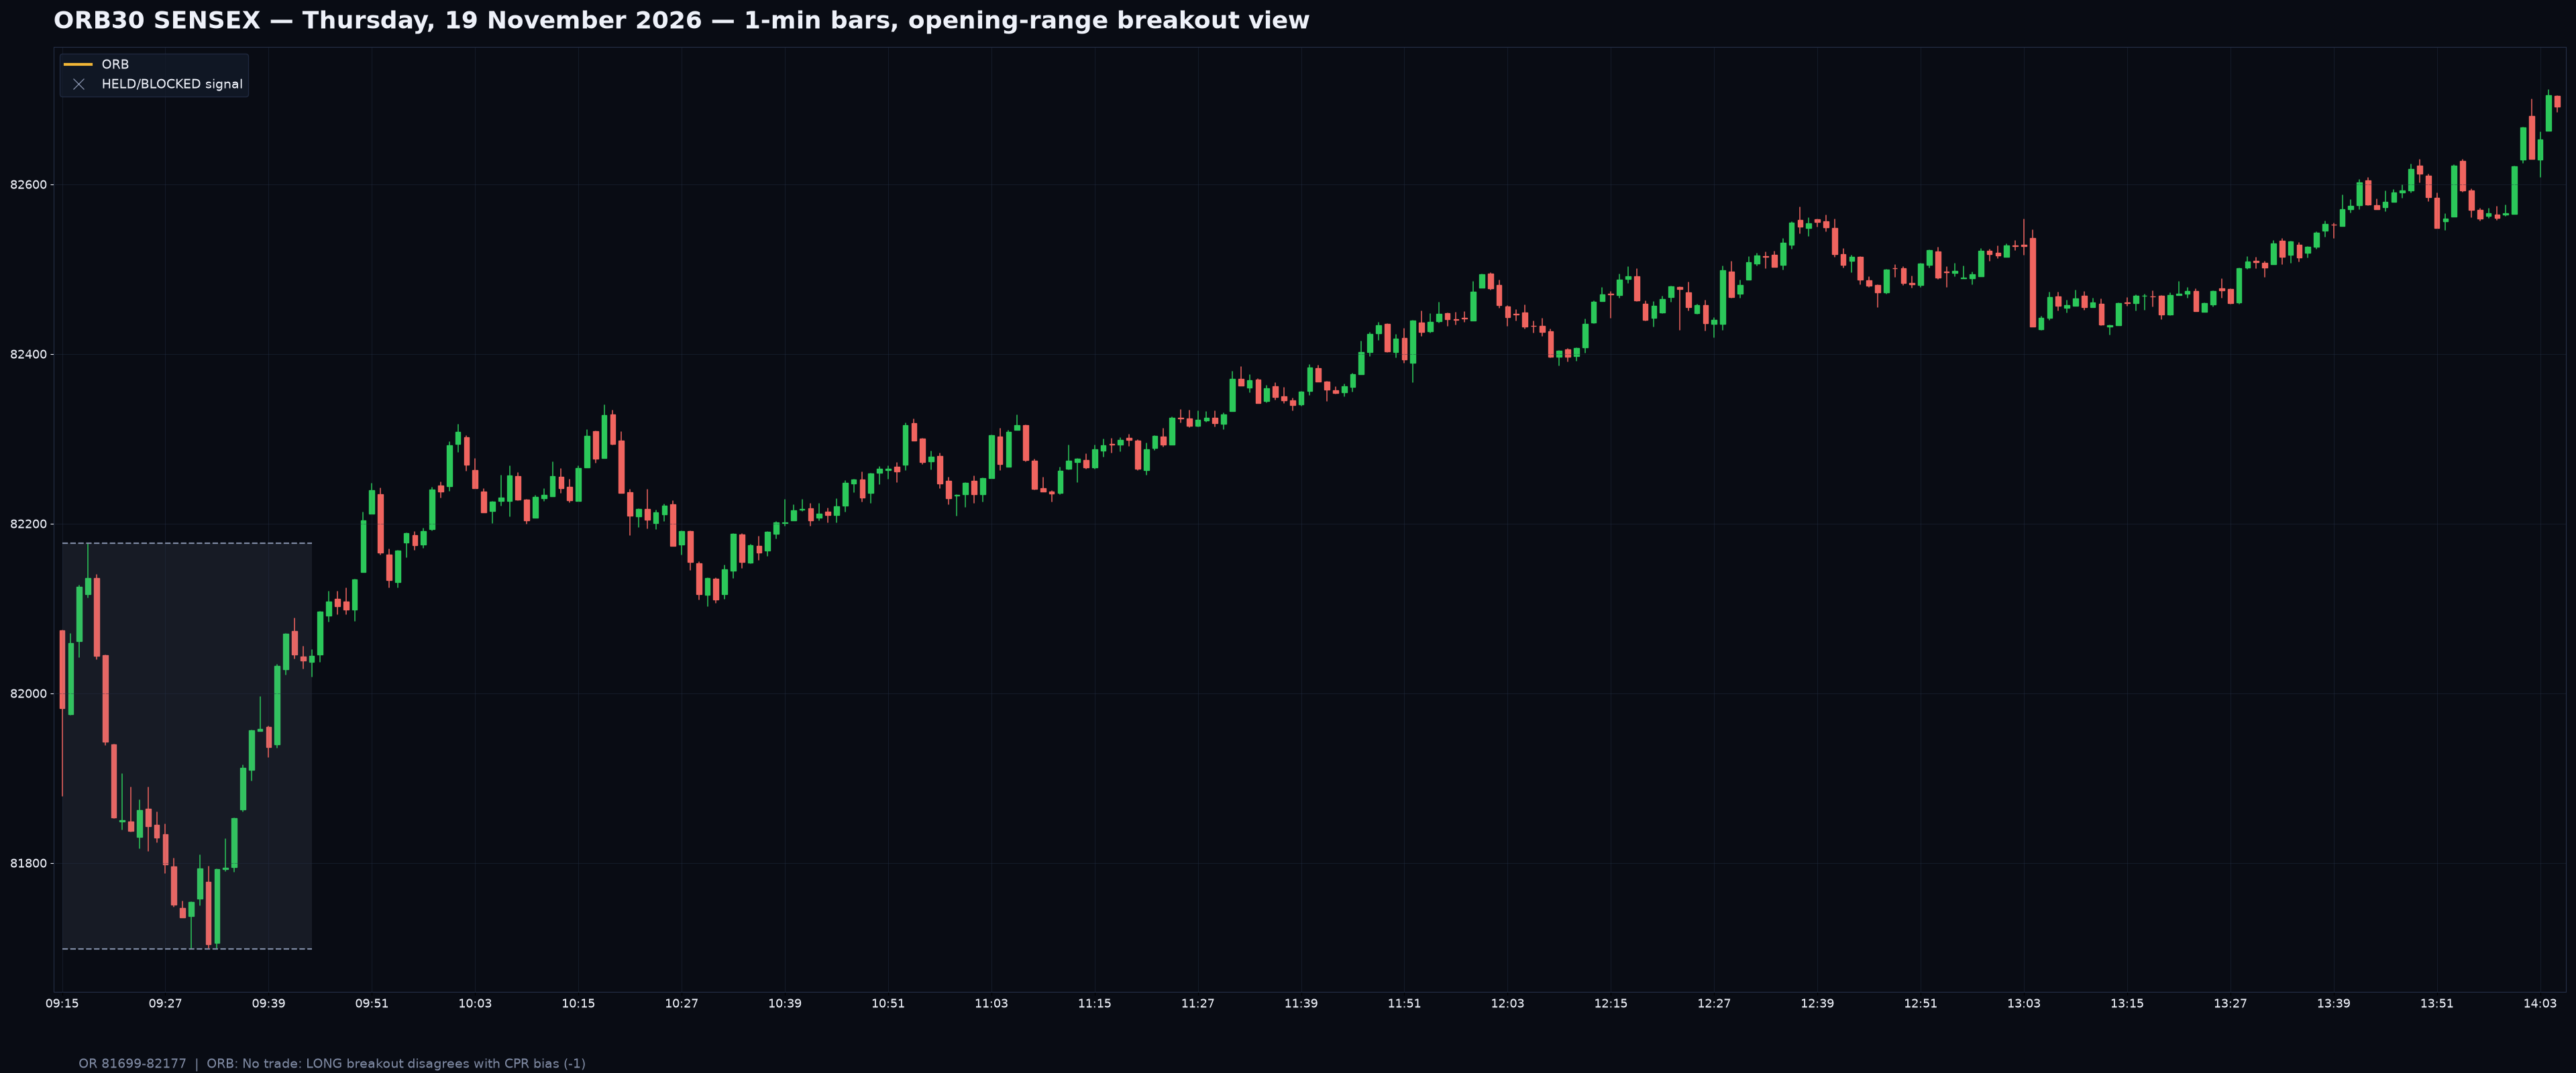 ORB30 SENSEX — Thursday, 19 November 2026 — 1-min bars, opening-range breakout view
ORB
HELD/BLOCKED signal
82600
82400
82200
82000
81800
09:15 09:27 09:39 09:51 10:03 10:15 10:27 10:39 10:51 11:03 11:15 11:27 11:39 11:51 12:03 12:15 12:27 12:39 12:51 13:03 13:15 13:27 13:39 13:51 14:03
OR 81699-82177 | ORB: No trade: LONG breakout disagrees with CPR bias (-1)